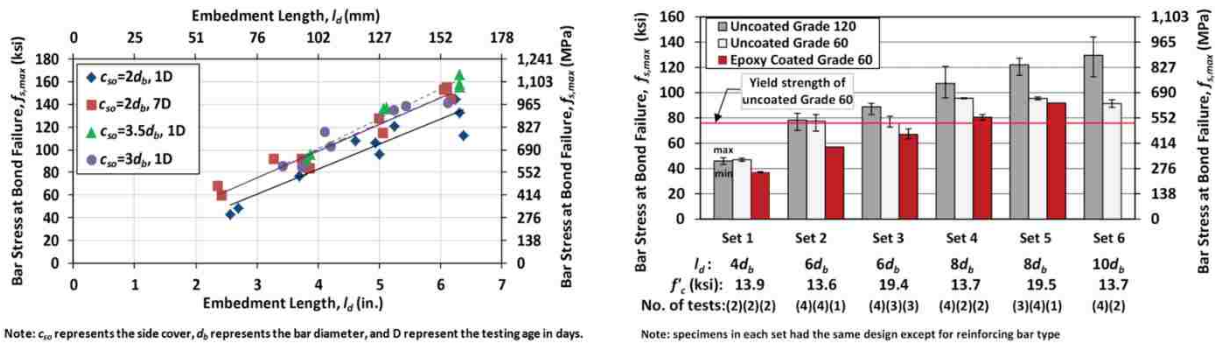 Embedment Length, l_d (mm)
0 25 51 76 102 127 152 178
Bar Stress at Bond Failure, f_s,max (ksi)
180
160
140
120
100
80
60
40
20
0
c_so=2d_b, 1D
c_so=2d_b, 7D
c_so=3.5d_b, 1D
c_so=3d_b, 1D
1,241
1,103
965
827
690
552
414
276
138
0
Bar Stress at Bond Failure, f_s,max (MPa)
0 1 2 3 4 5 6 7
Embedment Length, l_d (in.)
Note: c_so represents the side cover, d_b represents the bar diameter, and D represent the testing age in days.
Bar Stress at Bond Failure, f_s,max (ksi)
160
140
120
100
80
60
40
20
0
Uncoated Grade 120
Uncoated Grade 60
Epoxy Coated Grade 60
Yield strength of
uncoated Grade 60
max
min
1,103
965
827
690
552
414
276
138
0
Bar Stress at Bond Failure, f_s,max (MPa)
Set 1 Set 2 Set 3 Set 4 Set 5 Set 6
l_d : 4d_b 6d_b 6d_b 8d_b 8d_b 10d_b
f'_c (ksi) 13.9 13.6 19.4 13.7 19.5 13.7
No. of tests:(2)(2)(2) (4)(4)(1) (4)(3)(3) (4)(2)(2) (3)(4)(1) (4)(2)
Note: specimens in each set had the same design except for reinforcing bar type